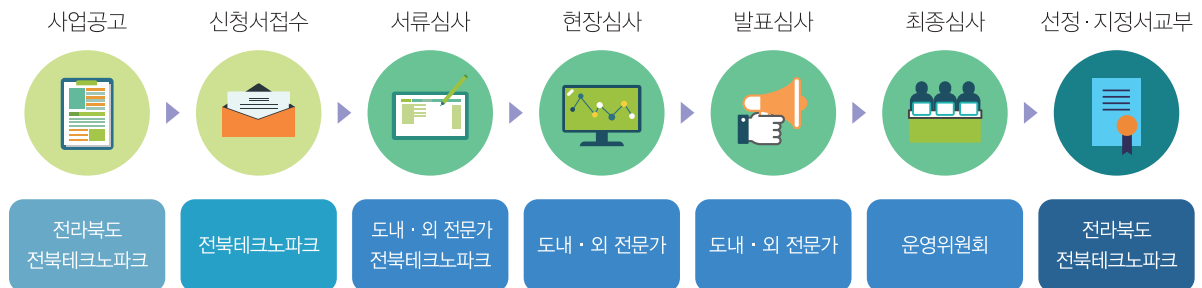 사업공고
신청서접수
서류심사
현장심사
발표심사
최종심사
선정·지정서교부
전라북도
전북테크노파크
전북테크노파크
도내·외 전문가
전북테크노파크
도내·외 전문가
도내·외 전문가
운영위원회
전라북도
전북테크노파크